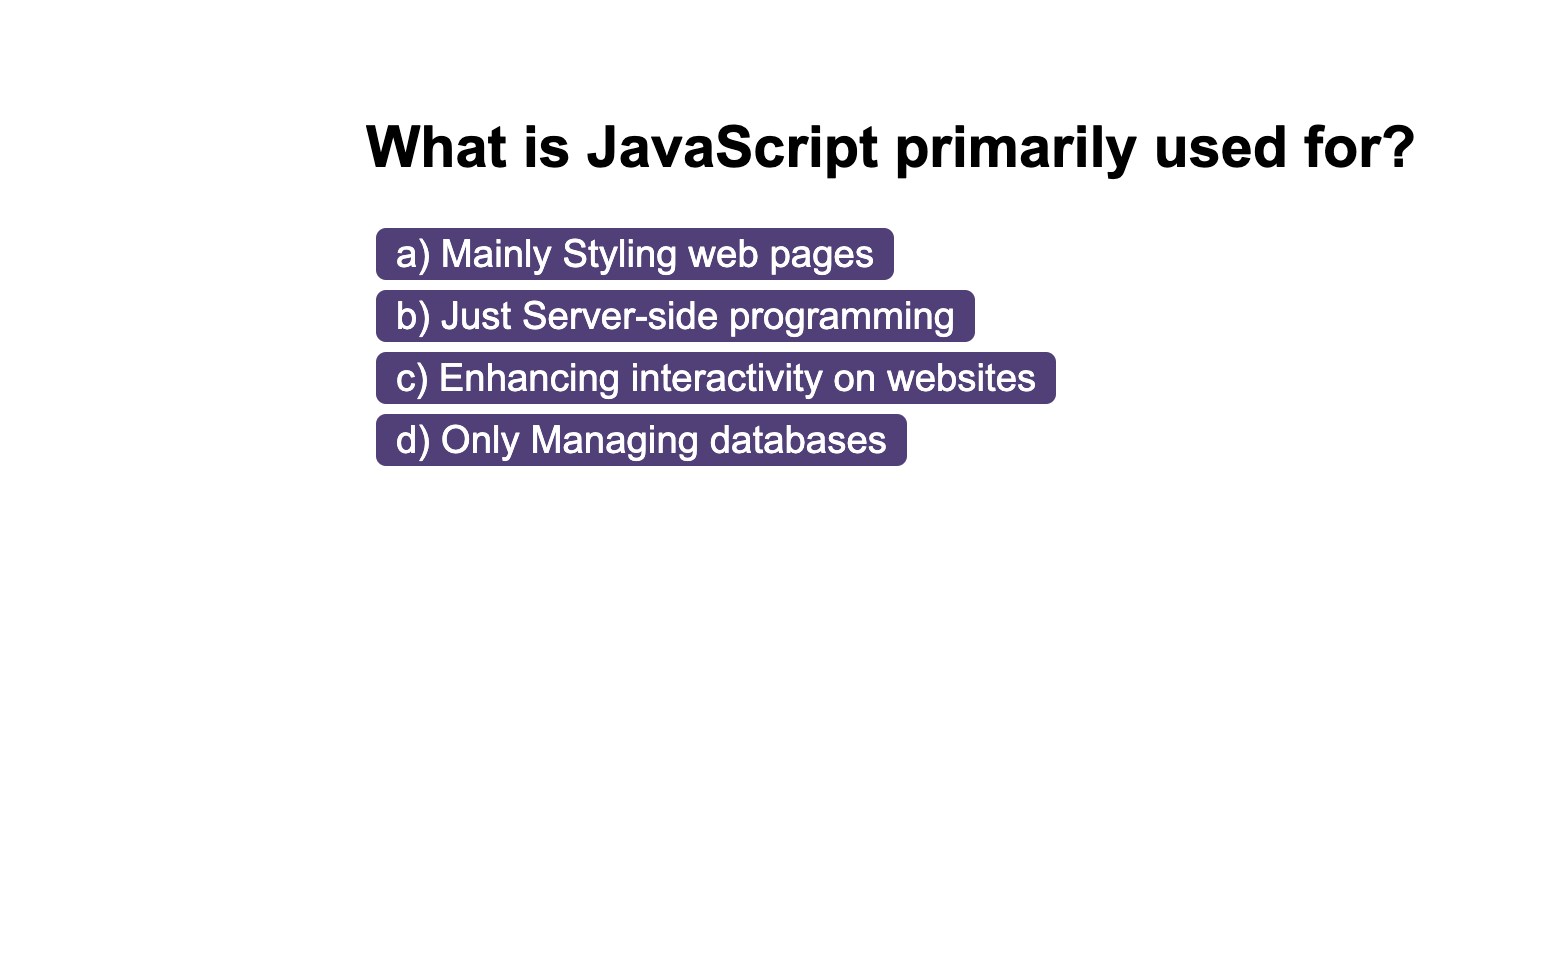 What is JavaScript primarily used for?
a) Mainly Styling web pages
b) Just Server-side programming
c) Enhancing interactivity on websites
d) Only Managing databases